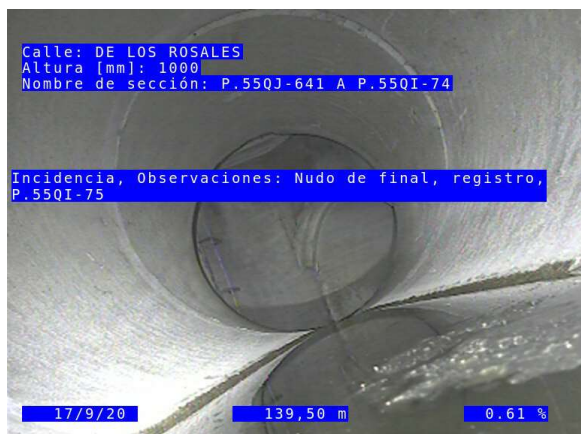 Calle: DE LOS ROSALES
Altura [mm]: 1000
Nombre de sección: P.55QJ-641 A P.55QI-74
Incidencia, Observaciones: Nudo de final, registro,
P.55QI-75
17/9/20 139,50 m 0.61 %